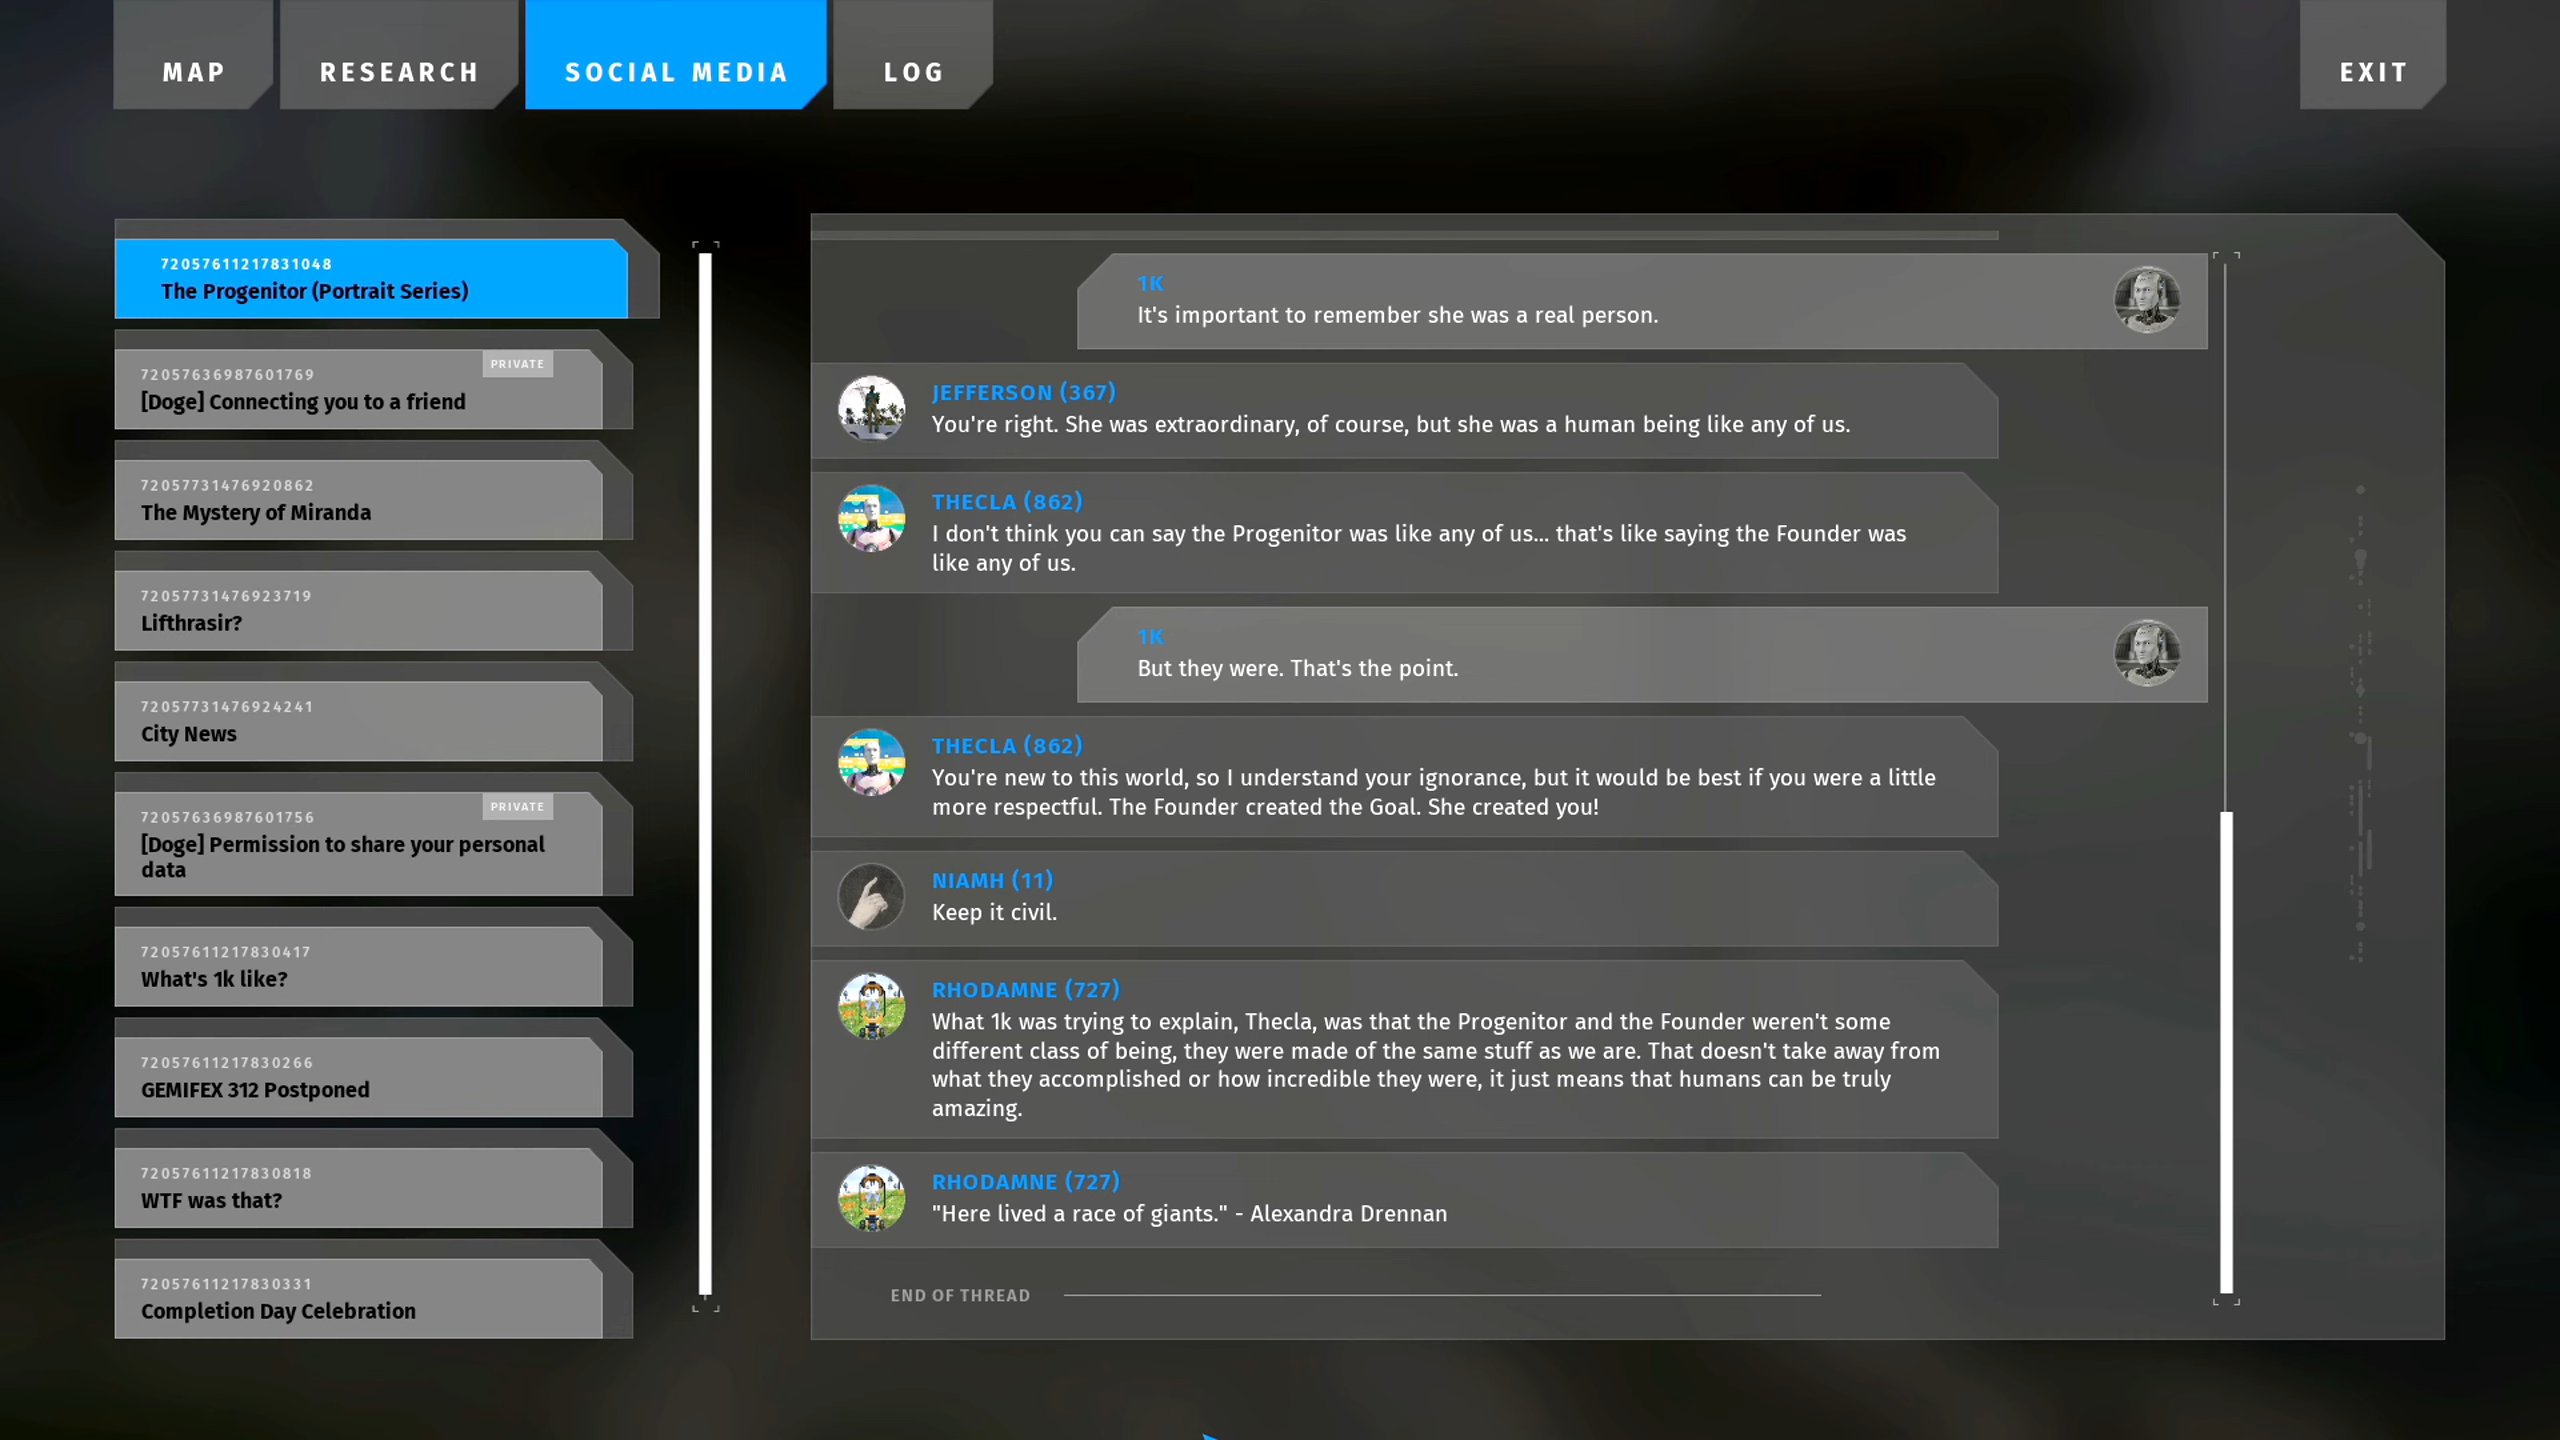 MAP
RESEARCH
SOCIAL MEDIA
LOG
EXIT
72057611217831048
The Progenitor (Portrait Series)
PRIVATE
72057636987601769
[Doge] Connecting you to a friend
72057731476920862
The Mystery of Miranda
72057731476923719
Lifthrasir?
72057731476924241
City News
PRIVATE
72057636987601756
[Doge] Permission to share your personal
data
72057611217830417
What's 1k like?
72057611217830266
GEMIFEX 312 Postponed
72057611217830818
WTF was that?
72057611217830331
Completion Day Celebration
1K
It's important to remember she was a real person.
JEFFERSON (367)
You're right. She was extraordinary, of course, but she was a human being like any of us.
THECLA (862)
I don't think you can say the Progenitor was like any of us... that's like saying the Founder was
like any of us.
1K
But they were. That's the point.
THECLA (862)
You're new to this world, so I understand your ignorance, but it would be best if you were a little
more respectful. The Founder created the Goal. She created you!
NIAMH (11)
Keep it civil.
RHODAMNE (727)
What 1k was trying to explain, Thecla, was that the Progenitor and the Founder weren't some
different class of being, they were made of the same stuff as we are. That doesn't take away from
what they accomplished or how incredible they were, it just means that humans can be truly
amazing.
RHODAMNE (727)
"Here lived a race of giants." - Alexandra Drennan
END OF THREAD